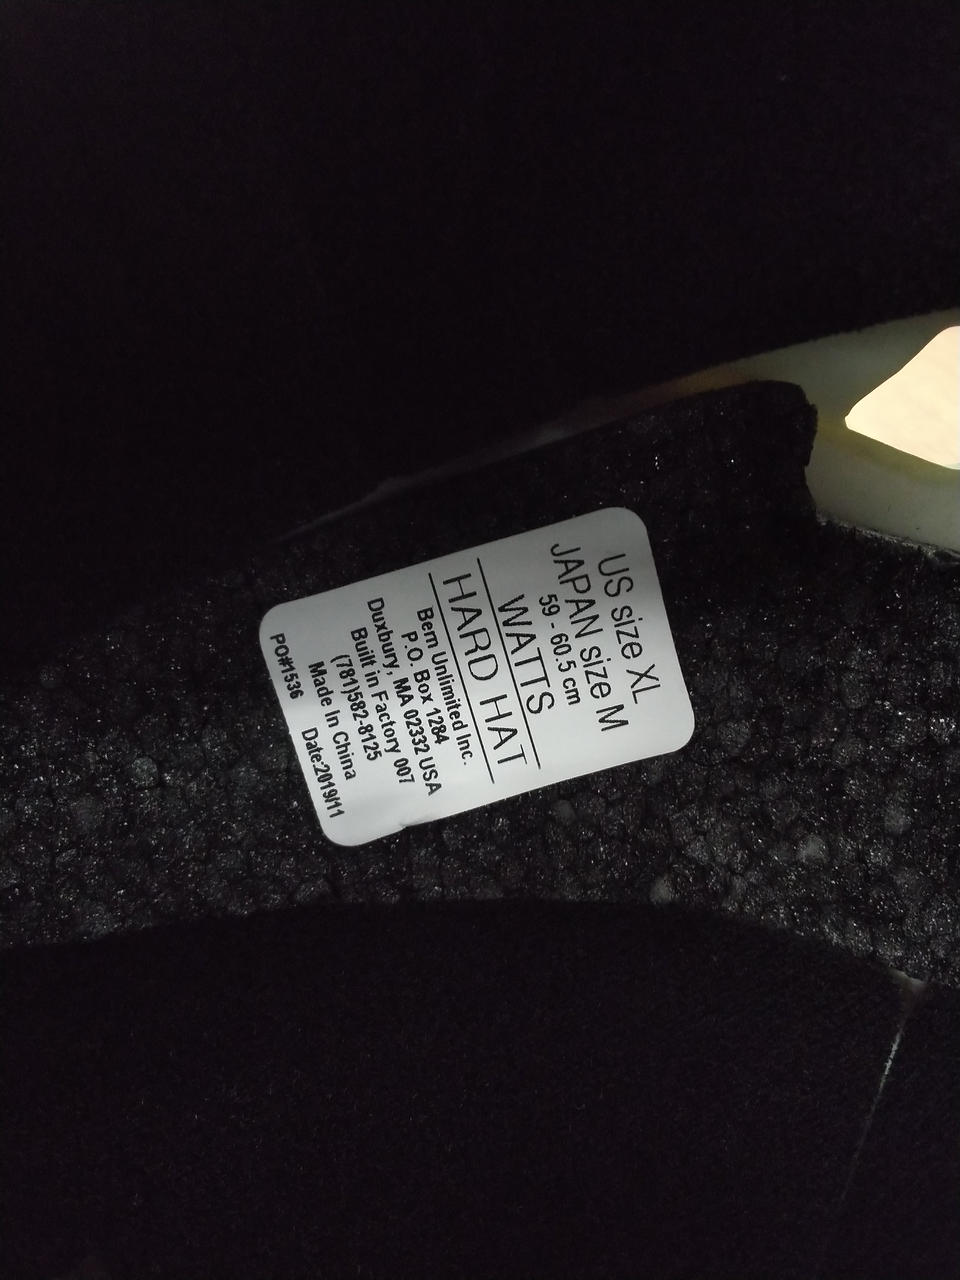 US size XL
JAPAN size M
59 - 60.5 cm
WATTS
HARD HAT
Bern Unlimited Inc.
P.O. Box 1284
Duxbury, MA 02332 USA
Built in Factory 007
(781)582-8125
Made In China
PO#1536 Date:2019/11